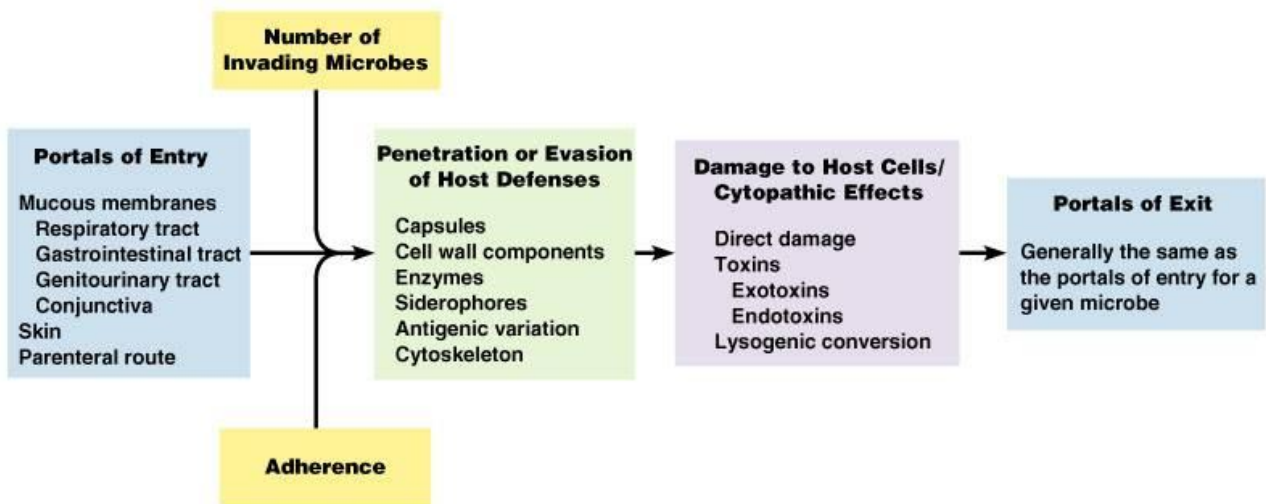 Number of
Invading Microbes
Portals of Entry
Mucous membranes
Respiratory tract
Gastrointestinal tract
Genitourinary tract
Conjunctiva
Skin
Parenteral route
Penetration or Evasion
of Host Defenses
Capsules
Cell wall components
Enzymes
Siderophores
Antigenic variation
Cytoskeleton
Damage to Host Cells/
Cytopathic Effects
Direct damage
Toxins
Exotoxins
Endotoxins
Lysogenic conversion
Portals of Exit
Generally the same as
the portals of entry for a
given microbe
Adherence